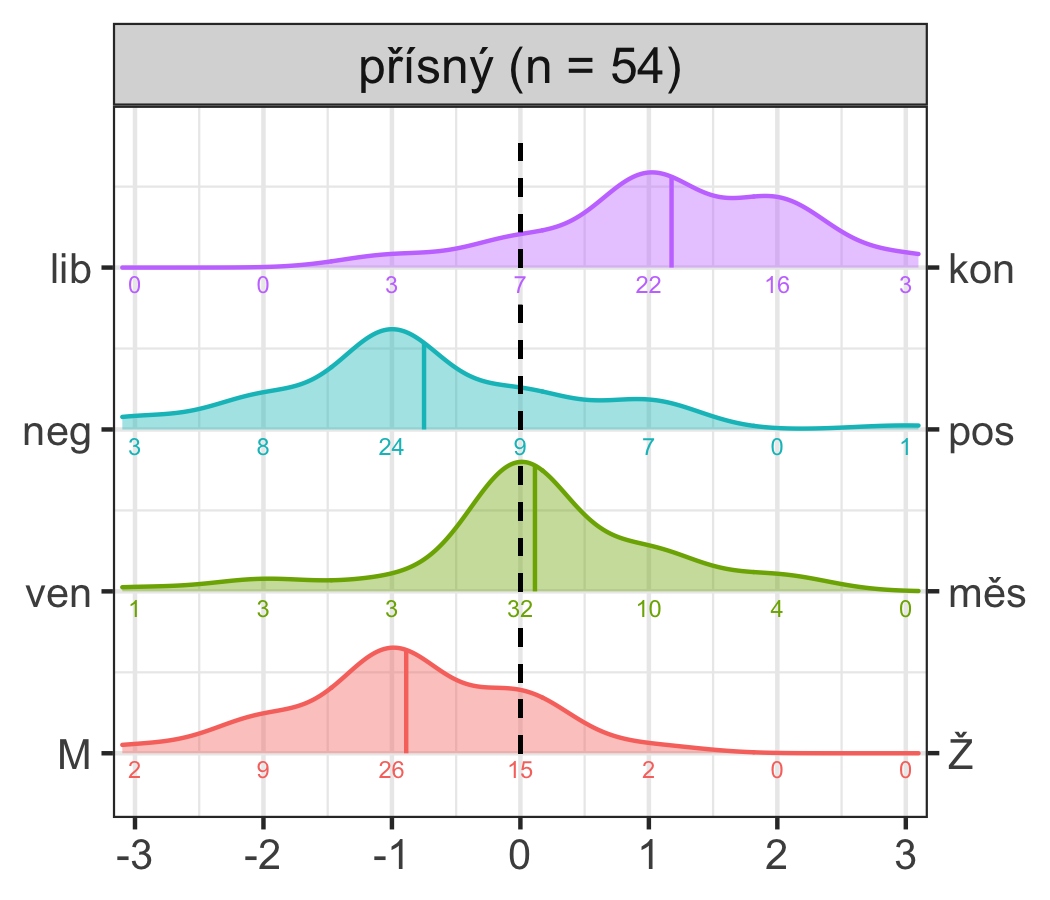 přísný (n = 54)
lib kon
0 0 3 7 22 16 3
neg pos
3 8 24 9 7 0 1
ven měs
1 3 3 32 10 4 0
M Ž
2 9 26 15 2 0 0
-3 -2 -1 0 1 2 3